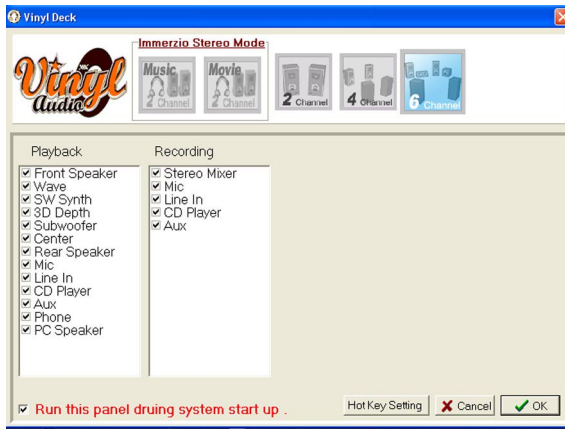 Vinyl Deck
Immerzio Stereo Mode
Vinyl
Audio
Music
2 Channel
Movie
2 Channel
2 Channel
4 Channel
6 Channel
Playback
Front Speaker
Wave
SW Synth
3D Depth
Subwoofer
Center
Rear Speaker
Mic
Line In
CD Player
Aux
Phone
PC Speaker
Recording
Stereo Mixer
Mic
Line In
CD Player
Aux
Run this panel druing system start up .
Hot Key Setting
Cancel
OK